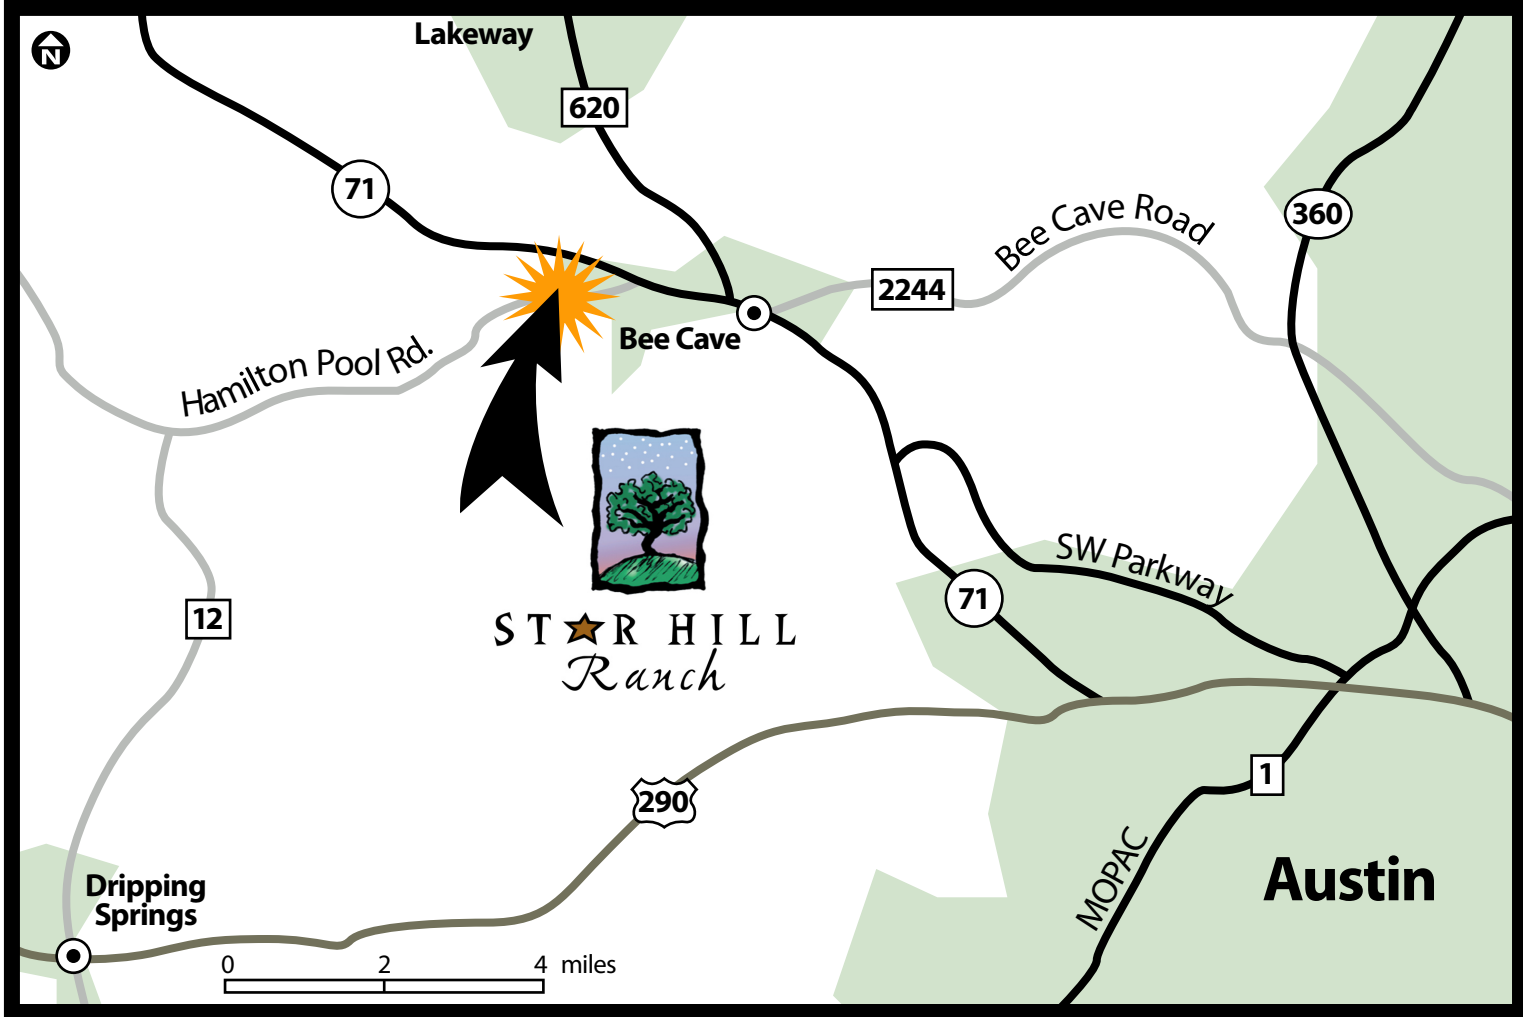 N
Lakeway
620
71
360
Bee Cave Road
2244
Bee Cave
Hamilton Pool Rd.
SW Parkway
71
12
STAR HILL
Ranch
290
1
MOPAC
Austin
Dripping
Springs
0 2 4 miles